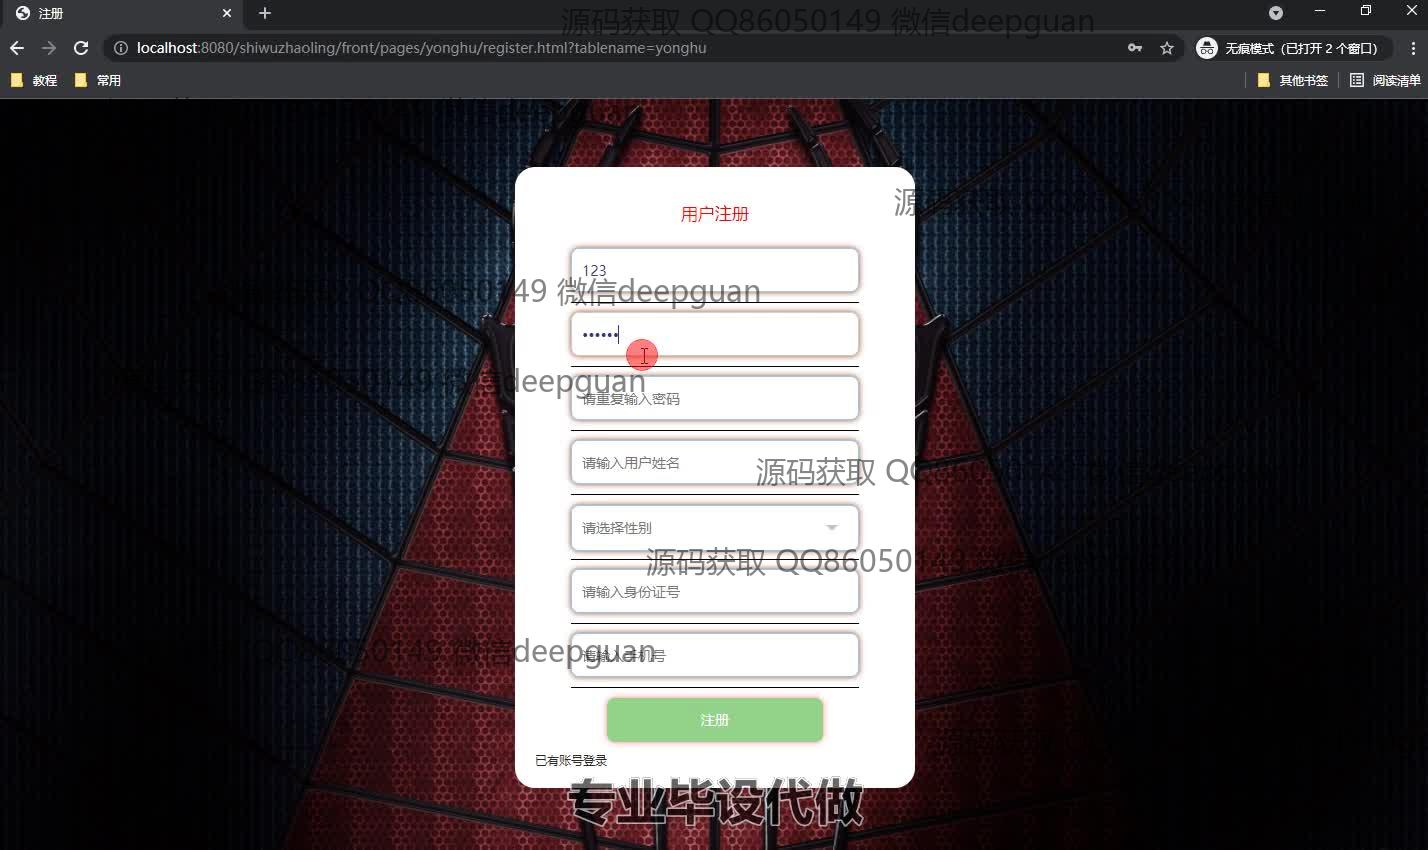 注册
源码获取 QQ86050149 微信deepguan
localhost:8080/shiwuzhaoling/front/pages/yonghu/register.html?tablename=yonghu
无痕模式（已打开 2 个窗口）
教程
常用
其他书签
阅读清单
用户注册
源
123
微信deepguan
••••••
deepguan
请重复输入密码
请输入用户姓名
源码获取
请选择性别
源码获取 QQ86050149
请输入身份证号
微信deepguan
请输入手机号
注册
已有账号登录
专业毕设代做